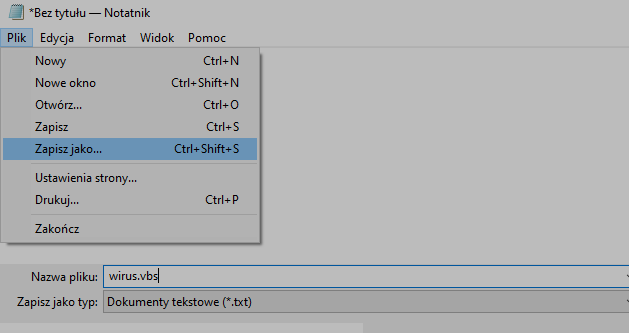 *Bez tytułu — Notatnik
Plik Edycja Format Widok Pomoc
Nowy Ctrl+N
Nowe okno Ctrl+Shift+N
Otwórz... Ctrl+O
Zapisz Ctrl+S
Zapisz jako... Ctrl+Shift+S
Ustawienia strony...
Drukuj... Ctrl+P
Zakończ
Nazwa pliku: wirus.vbs
Zapisz jako typ: Dokumenty tekstowe (*.txt)